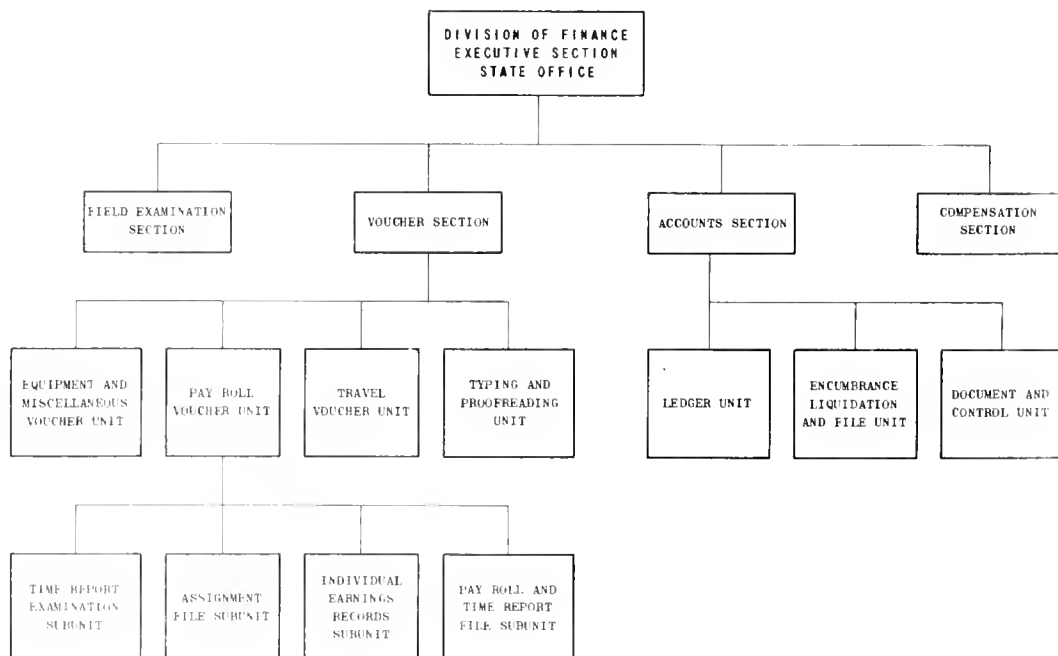 DIVISION OF FINANCE
EXECUTIVE SECTION
STATE OFFICE
FIELD EXAMINATION
SECTION
VOUCHER SECTION
ACCOUNTS SECTION
COMPENSATION
SECTION
EQUIPMENT AND
MISCELLANEOUS
VOUCHER UNIT
PAY ROLL
VOUCHER UNIT
TRAVEL
VOUCHER UNIT
TYPING AND
PROOFREADING
UNIT
LEDGER UNIT
ENCUMBRANCE
LIQUIDATION
AND FILE UNIT
DOCUMENT AND
CONTROL UNIT
TIME REPORT
EXAMINATION
SUBUNIT
ASSIGNMENT
FILE SUBUNIT
INDIVIDUAL
EARNINGS
RECORDS
SUBUNIT
PAY ROLL AND
TIME REPORT
FILE SUBUNIT